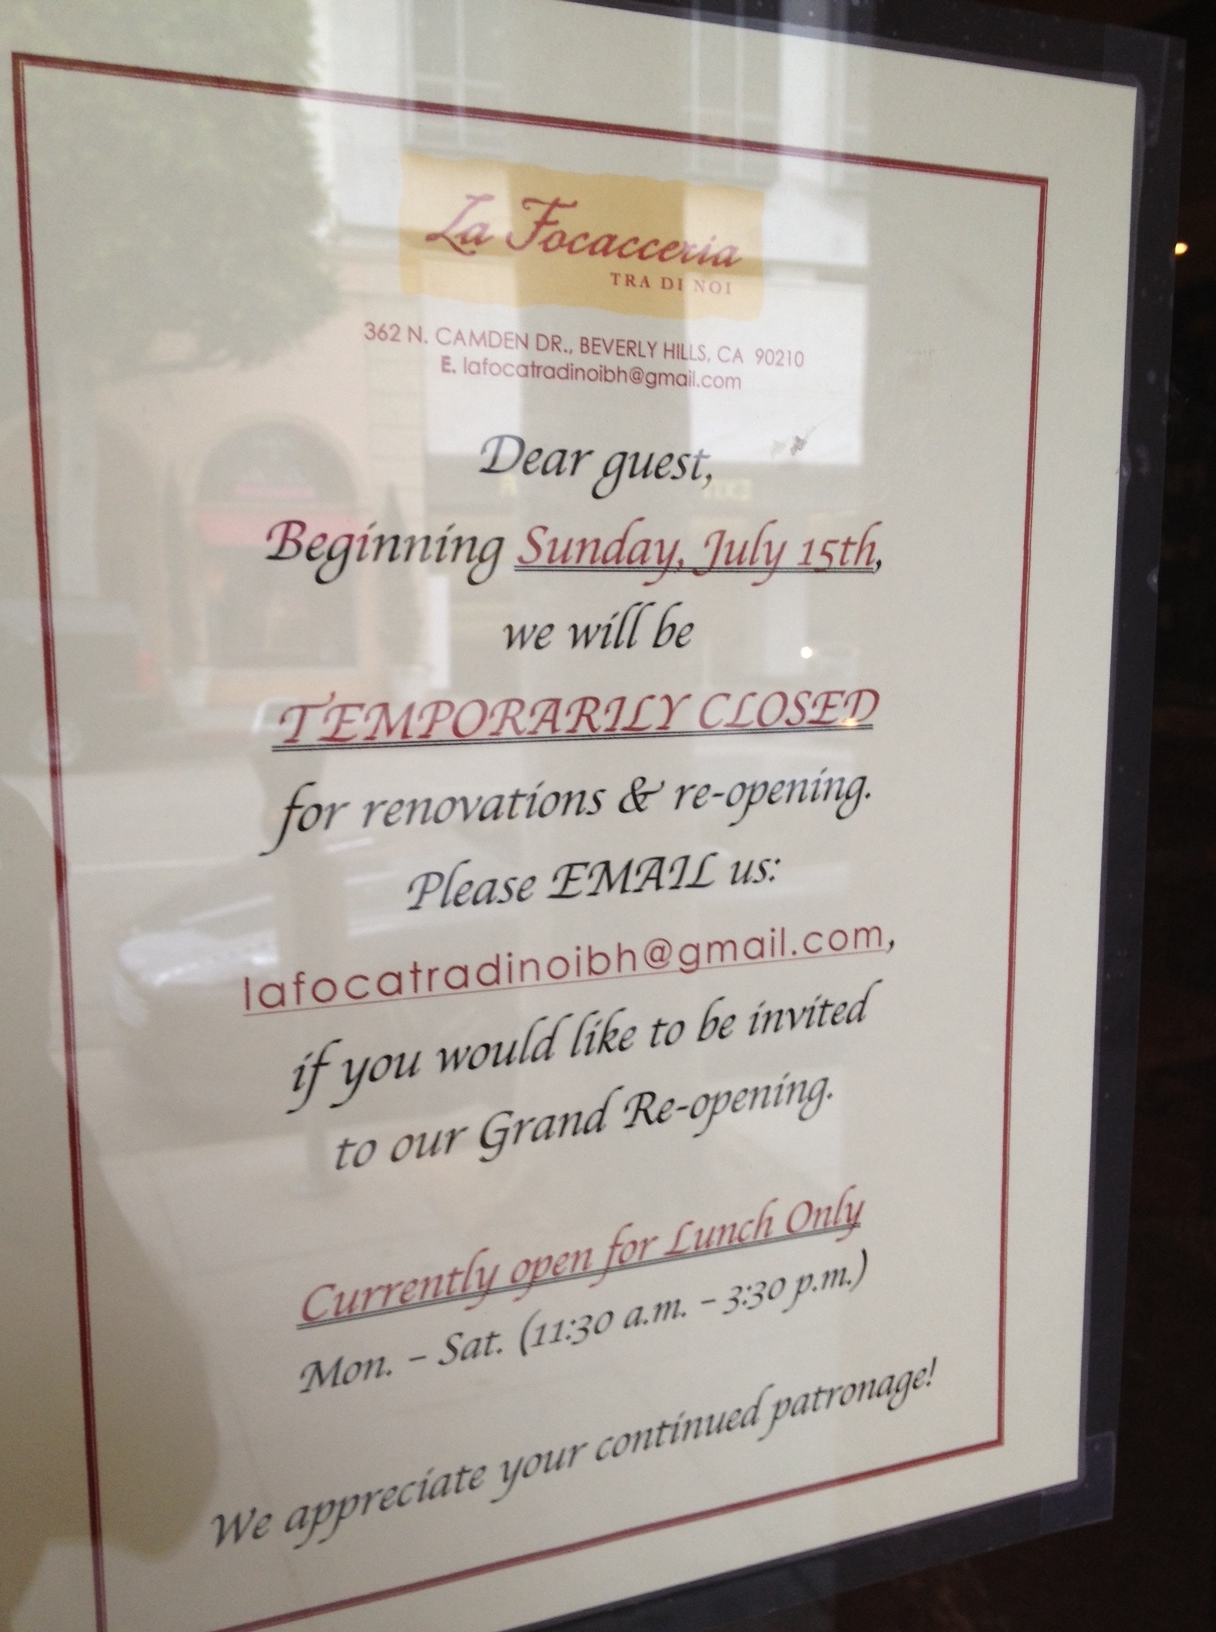 La Focacceria
TRA DI NOI
362 N. CAMDEN DR., BEVERLY HILLS, CA 90210
E. lafocatradinoibh@gmail.com
Dear guest,
Beginning Sunday, July 15th,
we will be
TEMPORARILY CLOSED
for renovations & re-opening.
Please EMAIL us:
lafocatradinoibh@gmail.com,
if you would like to be invited
to our Grand Re-opening.
Currently open for Lunch Only
Mon. – Sat. (11:30 a.m. – 3:30 p.m.)
We appreciate your continued patronage!